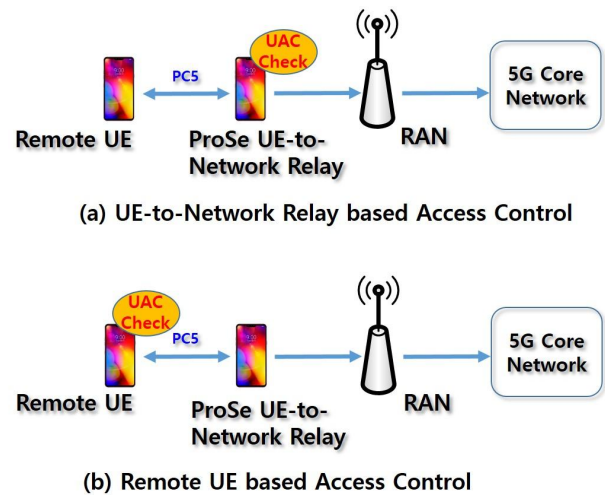 UAC
Check
PC5
5G Core
Network
Remote UE
ProSe UE-to-
Network Relay
RAN
(a) UE-to-Network Relay based Access Control
UAC
Check
PC5
5G Core
Network
Remote UE
ProSe UE-to-
Network Relay
RAN
(b) Remote UE based Access Control